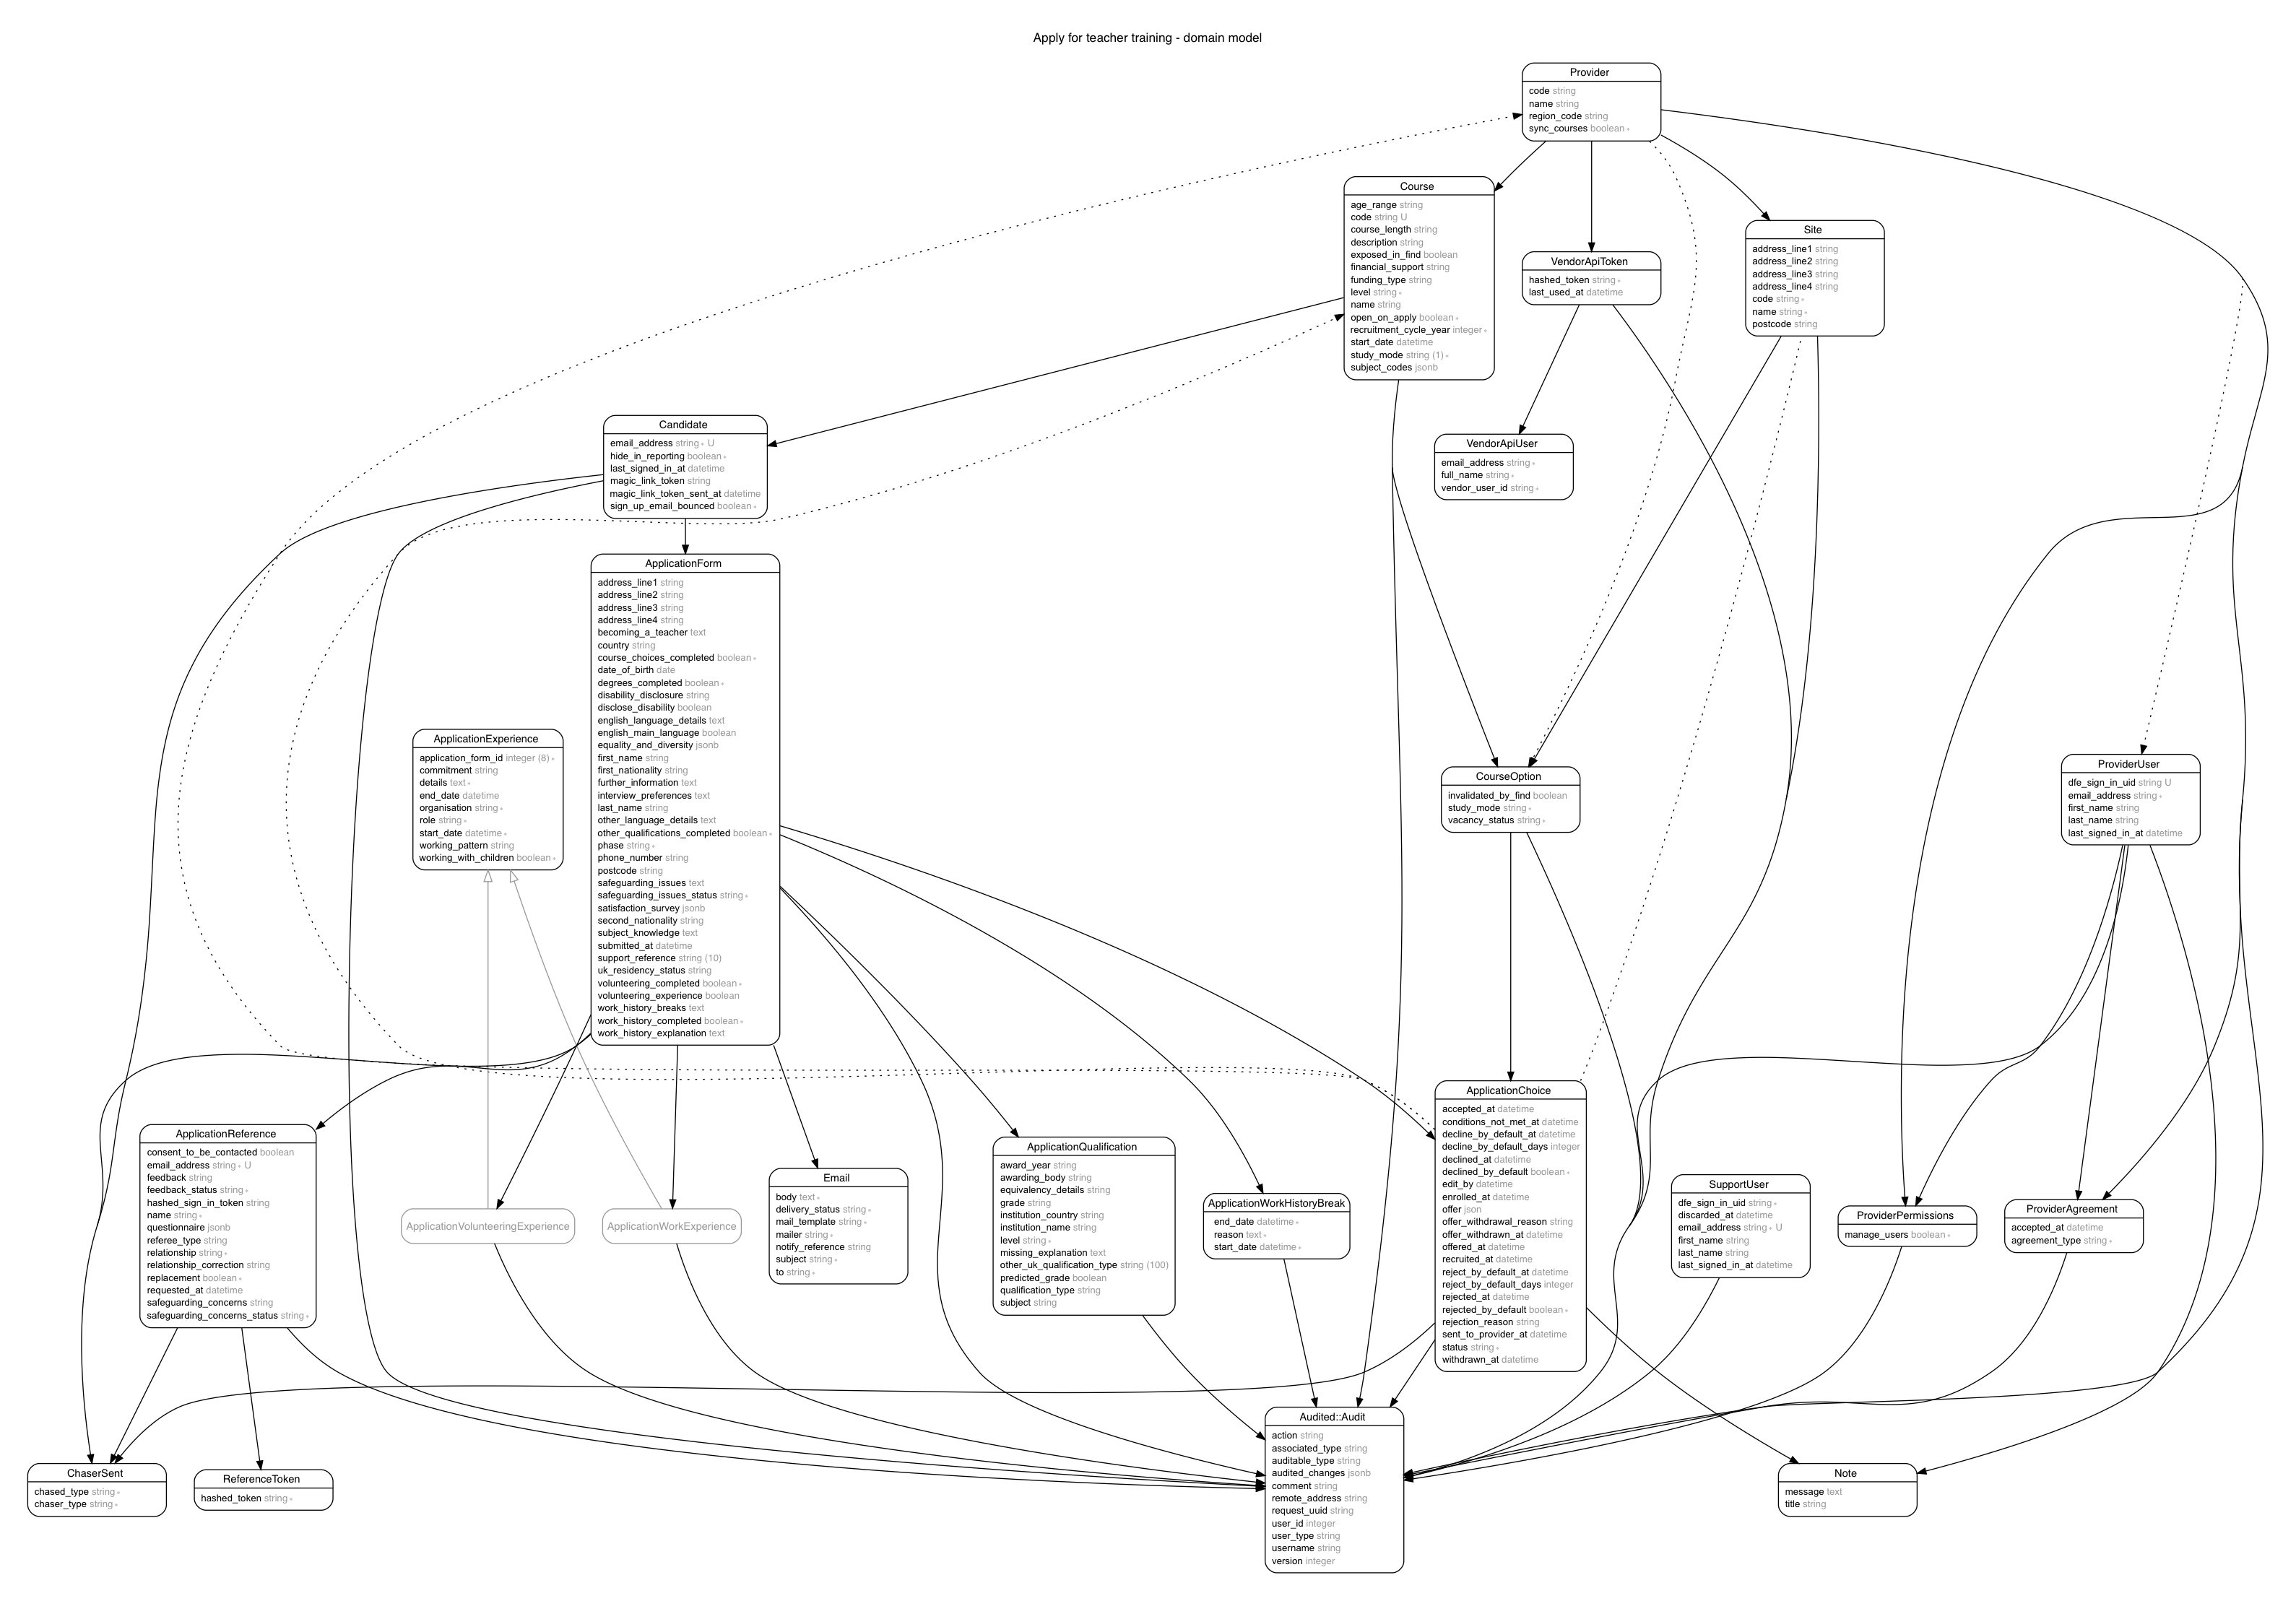 Apply for teacher training - domain model
Provider
code string
name string
region_code string
sync_courses boolean ∗
Course
age_range string
code string U
course_length string
description string
exposed_in_find boolean
financial_support string
funding_type string
level string ∗
name string
open_on_apply boolean ∗
recruitment_cycle_year integer ∗
start_date datetime
study_mode string (1) ∗
subject_codes jsonb
VendorApiToken
hashed_token string ∗
last_used_at datetime
Site
address_line1 string
address_line2 string
address_line3 string
address_line4 string
code string ∗
name string ∗
postcode string
Candidate
email_address string ∗ U
hide_in_reporting boolean ∗
last_signed_in_at datetime
magic_link_token string
magic_link_token_sent_at datetime
sign_up_email_bounced boolean ∗
VendorApiUser
email_address string ∗
full_name string ∗
vendor_user_id string ∗
ApplicationForm
address_line1 string
address_line2 string
address_line3 string
address_line4 string
becoming_a_teacher text
country string
course_choices_completed boolean ∗
date_of_birth date
degrees_completed boolean ∗
disability_disclosure string
disclose_disability boolean
english_language_details text
english_main_language boolean
equality_and_diversity jsonb
first_name string
first_nationality string
further_information text
interview_preferences text
last_name string
other_language_details text
other_qualifications_completed boolean ∗
phase string ∗
phone_number string
postcode string
safeguarding_issues text
safeguarding_issues_status string ∗
satisfaction_survey jsonb
second_nationality string
subject_knowledge text
submitted_at datetime
support_reference string (10)
uk_residency_status string
volunteering_completed boolean ∗
volunteering_experience boolean
work_history_breaks text
work_history_completed boolean ∗
work_history_explanation text
ApplicationExperience
application_form_id integer (8) ∗
commitment string
details text ∗
end_date datetime
organisation string ∗
role string ∗
start_date datetime ∗
working_pattern string
working_with_children boolean ∗
CourseOption
invalidated_by_find boolean
study_mode string ∗
vacancy_status string ∗
ProviderUser
dfe_sign_in_uid string U
email_address string ∗
first_name string
last_name string
last_signed_in_at datetime
ApplicationReference
consent_to_be_contacted boolean
email_address string ∗ U
feedback string
feedback_status string ∗
hashed_sign_in_token string
name string ∗
questionnaire jsonb
referee_type string
relationship string ∗
relationship_correction string
replacement boolean ∗
requested_at datetime
safeguarding_concerns string
safeguarding_concerns_status string ∗
ApplicationVolunteeringExperience
ApplicationWorkExperience
Email
body text ∗
delivery_status string ∗
mail_template string ∗
mailer string ∗
notify_reference string
subject string ∗
to string ∗
ApplicationQualification
award_year string
awarding_body string
equivalency_details string
grade string
institution_country string
institution_name string
level string ∗
missing_explanation text
other_uk_qualification_type string (100)
predicted_grade boolean
qualification_type string
subject string
ApplicationWorkHistoryBreak
end_date datetime ∗
reason text ∗
start_date datetime ∗
ApplicationChoice
accepted_at datetime
conditions_not_met_at datetime
decline_by_default_at datetime
decline_by_default_days integer
declined_at datetime
declined_by_default boolean ∗
edit_by datetime
enrolled_at datetime
offer json
offer_withdrawal_reason string
offer_withdrawn_at datetime
offered_at datetime
recruited_at datetime
reject_by_default_at datetime
reject_by_default_days integer
rejected_at datetime
rejected_by_default boolean ∗
rejection_reason string
sent_to_provider_at datetime
status string ∗
withdrawn_at datetime
SupportUser
dfe_sign_in_uid string ∗
discarded_at datetime
email_address string ∗ U
first_name string
last_name string
last_signed_in_at datetime
ProviderPermissions
manage_users boolean ∗
ProviderAgreement
accepted_at datetime
agreement_type string ∗
ChaserSent
chased_type string ∗
chaser_type string ∗
ReferenceToken
hashed_token string ∗
Audited::Audit
action string
associated_type string
auditable_type string
audited_changes jsonb
comment string
remote_address string
request_uuid string
user_id integer
user_type string
username string
version integer
Note
message text
title string